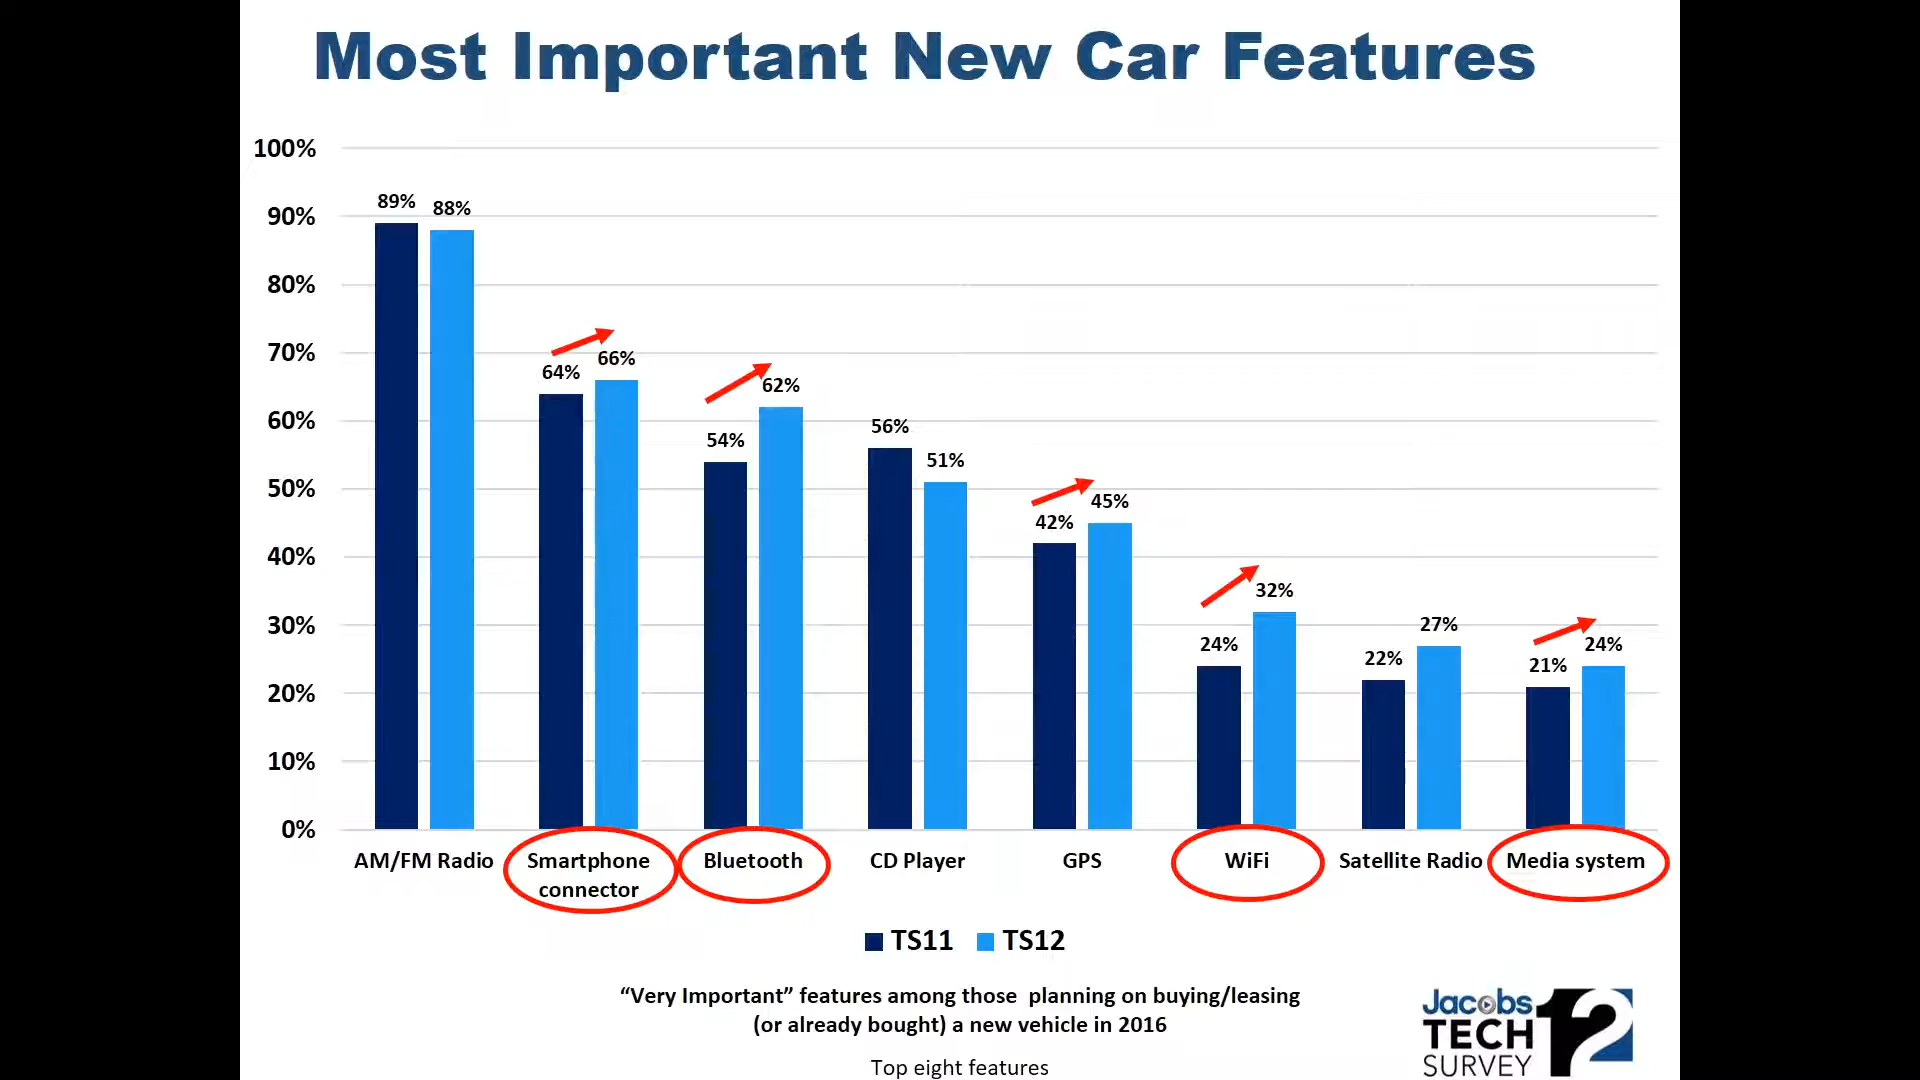 Most Important New Car Features
100%
90%
80%
70%
60%
50%
40%
30%
20%
10%
0%
89%
88%
64%
66%
54%
62%
56%
51%
42%
45%
24%
32%
22%
27%
21%
24%
AM/FM Radio
Smartphone
connector
Bluetooth
CD Player
GPS
WiFi
Satellite Radio
Media system
TS11 TS12
“Very Important” features among those planning on buying/leasing
(or already bought) a new vehicle in 2016
Top eight features
Jacobs
TECH
SURVEY
12